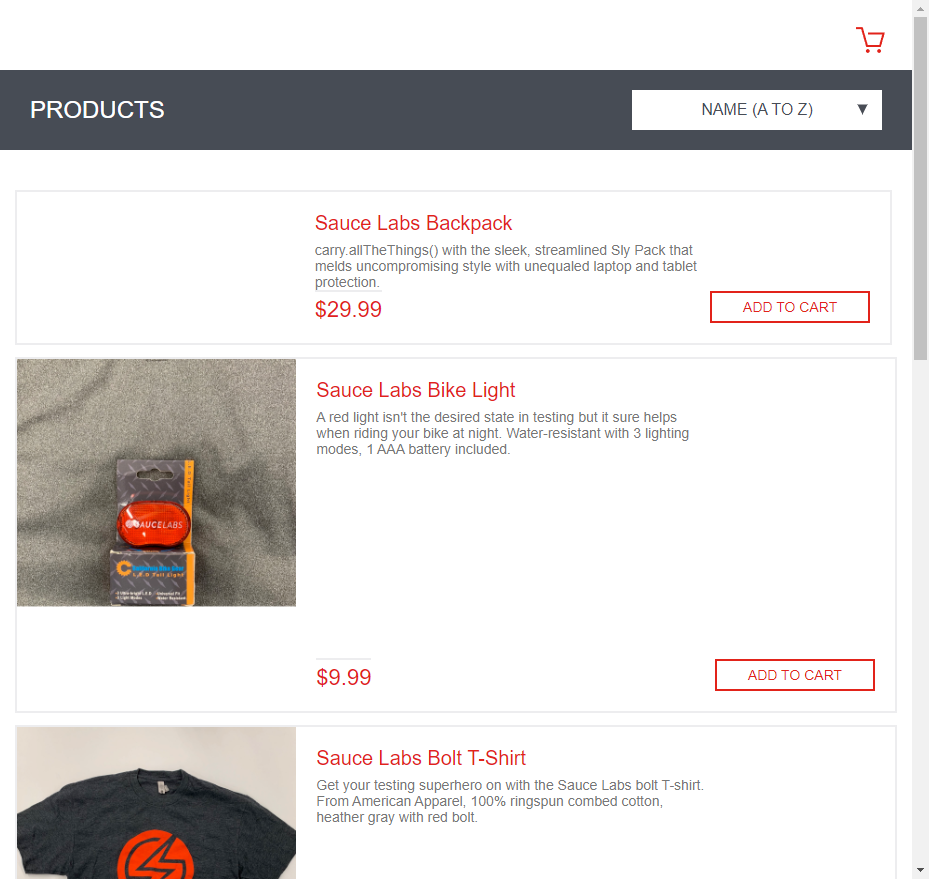 PRODUCTS
NAME (A TO Z)
Sauce Labs Backpack
carry.allTheThings() with the sleek, streamlined Sly Pack that
melds uncompromising style with unequaled laptop and tablet
protection.
$29.99
ADD TO CART
Sauce Labs Bike Light
A red light isn't the desired state in testing but it sure helps
when riding your bike at night. Water-resistant with 3 lighting
modes, 1 AAA battery included.
SAUCELABS
L.E.D Tail Light
$9.99
ADD TO CART
Sauce Labs Bolt T-Shirt
Get your testing superhero on with the Sauce Labs bolt T-shirt.
From American Apparel, 100% ringspun combed cotton,
heather gray with red bolt.